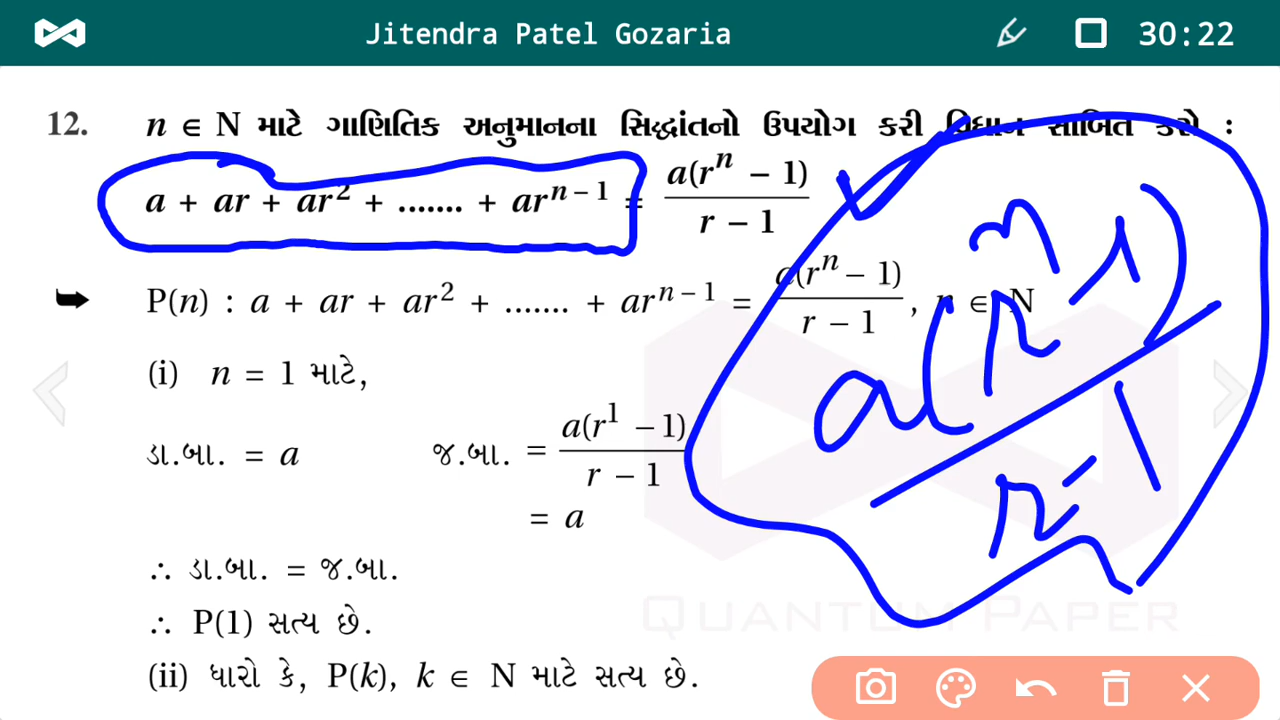 Jitendra Patel Gozaria 30:22
12. n ∈ N માટે ગાણિતિક અનુમાનના સિદ્ધાંતનો ઉપયોગ કરી વિધાન સાબિત કરો :
a + ar + ar² + ....... + arⁿ⁻¹ = a(rⁿ – 1) / r – 1
➥ P(n) : a + ar + ar² + ....... + arⁿ⁻¹ = a(rⁿ – 1) / r – 1 , n ∈ N
a(rⁿ-1) / r-1
(i) n = 1 માટે,
ડા.બા. = a જ.બા. = a(r¹ – 1) / r – 1
= a
∴ ડા.બા. = જ.બા.
∴ P(1) સત્ય છે.
(ii) ધારો કે, P(k), k ∈ N માટે સત્ય છે.
QUANTUM PAPER